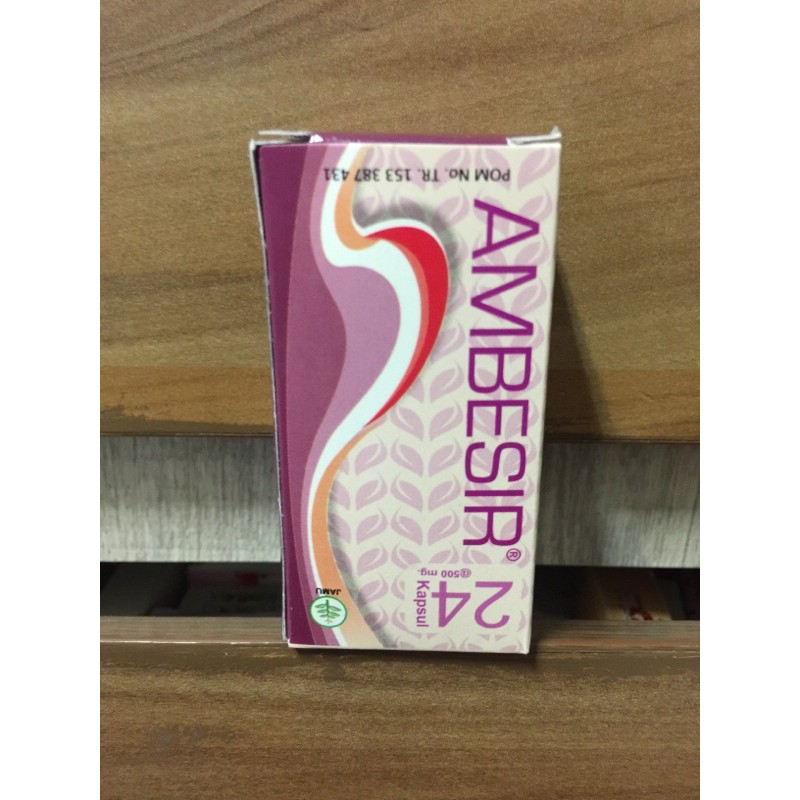 POM No. TR. 153 387 431
AMBESIR®
24
Kapsul
@500 mg.
JAMU